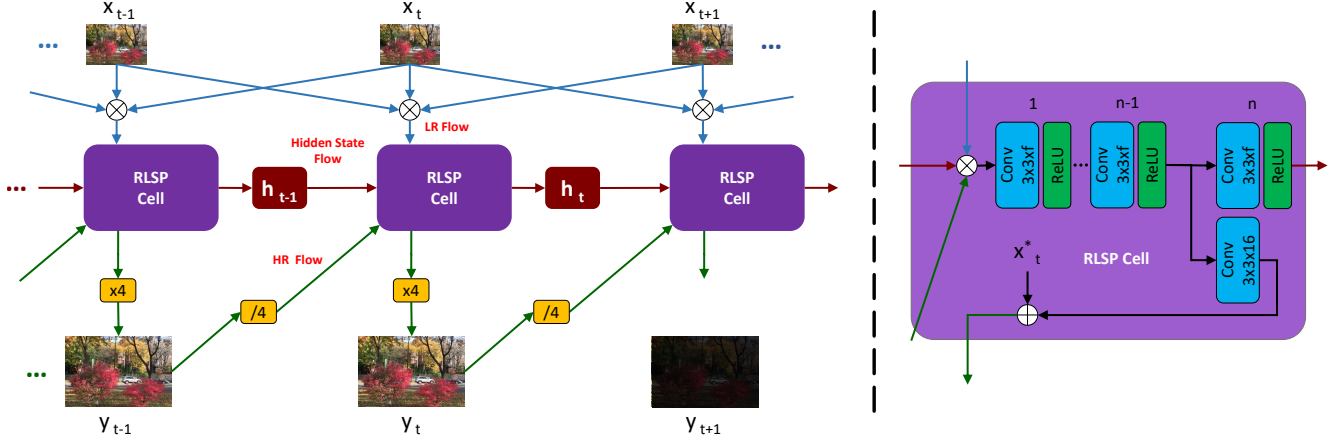 x t-1
x t
x t+1
...
...
LR Flow
Hidden State
Flow
RLSP
Cell
RLSP
Cell
RLSP
Cell
...
h t-1
h t
HR Flow
x4
/4
x4
/4
...
y t-1
y t
y t+1
1
n-1
n
Conv
3x3xf
ReLU
...
Conv
3x3xf
ReLU
Conv
3x3xf
ReLU
Conv
3x3x16
x* t
RLSP Cell